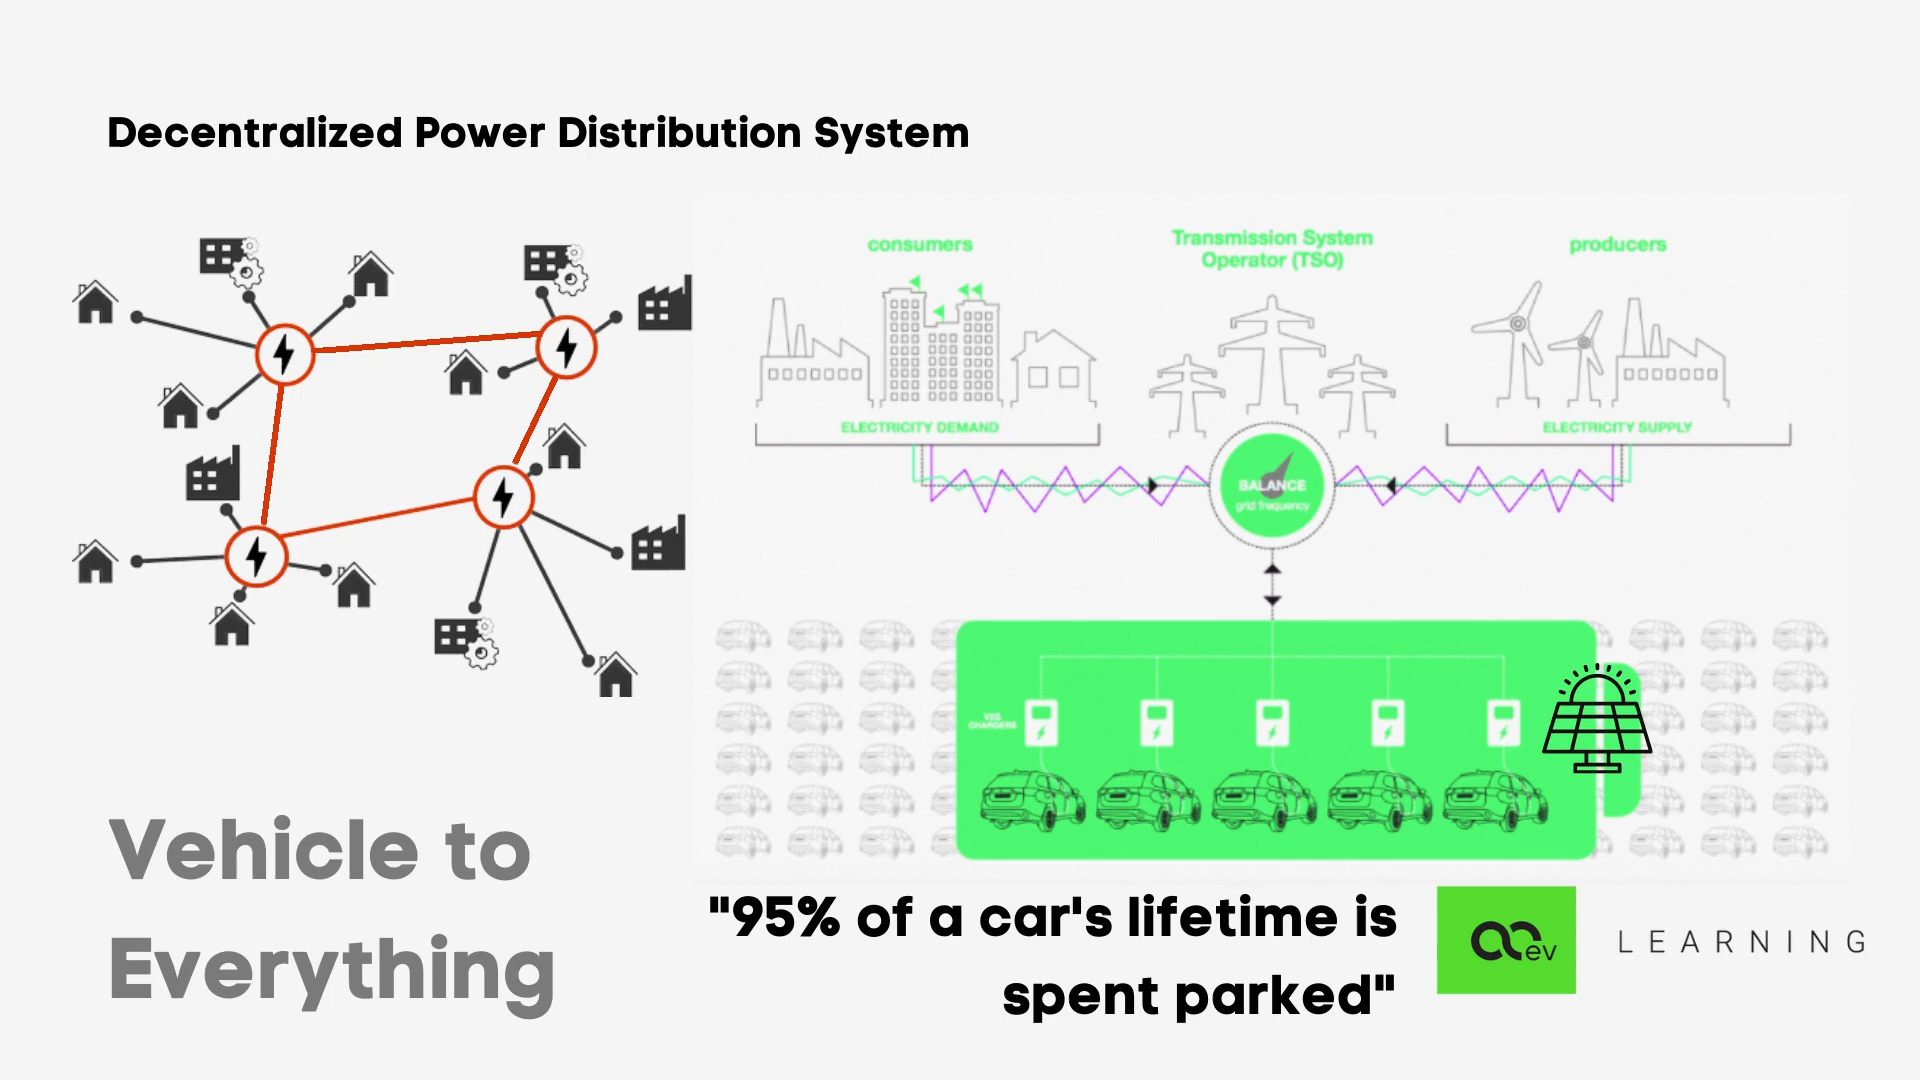 Decentralized Power Distribution System
consumers
Transmission System
Operator (TSO)
producers
ELECTRICITY DEMAND
ELECTRICITY SUPPLY
BALANCE
grid frequency
V2G
CHARGERS
Vehicle to
Everything
"95% of a car's lifetime is
spent parked"
ev
LEARNING